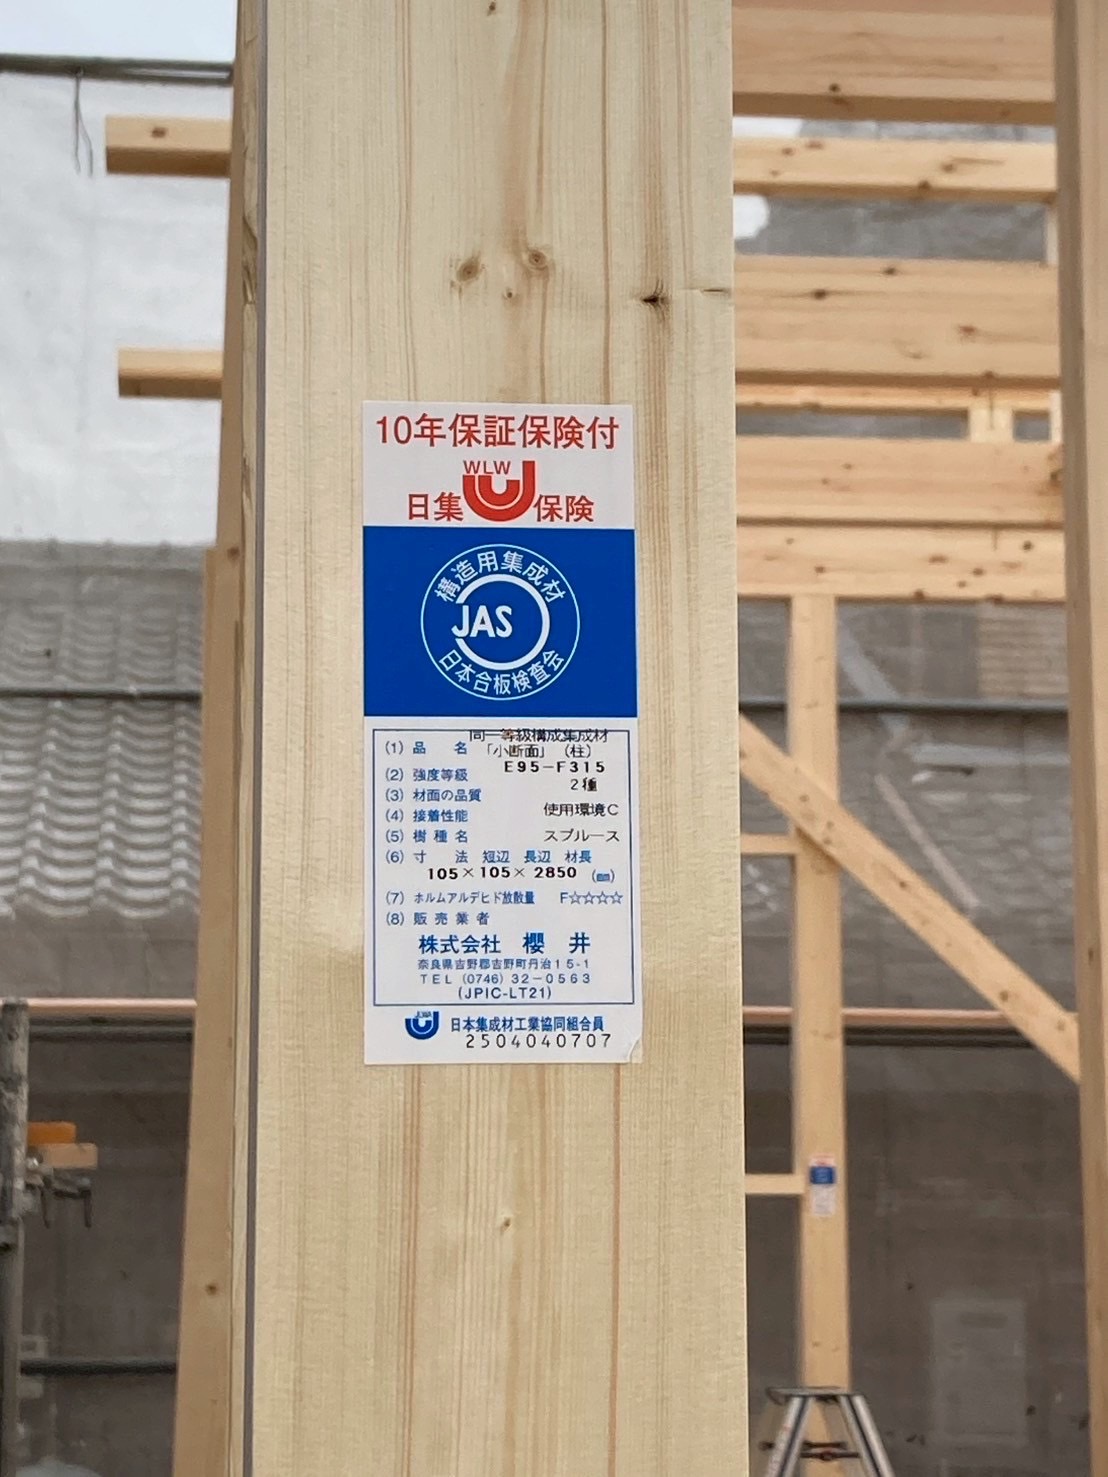 10年保証保険付
WLW
日集 保険
構造用集成材
JAS
日本合板検査会
同一等級構成集成材
(1) 品 名 「小断面」(柱)
(2) 強度等級 E95-F315
(3) 材面の品質 2種
(4) 接着性能 使用環境C
(5) 樹種名 スプルース
(6) 寸 法 短辺 長辺 材長
105×105×2850 (㎜)
(7) ホルムアルデヒド放散量 F☆☆☆☆
(8) 販売業者
株式会社 櫻井
奈良県吉野郡吉野町丹治15-1
TEL (0746) 32-0563
(JPIC-LT21)
日本集成材工業協同組合員
2504040707